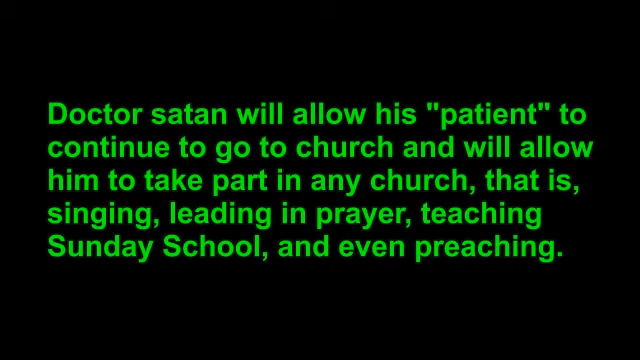 Doctor satan will allow his "patient" to
continue to go to church and will allow
him to take part in any church, that is,
singing, leading in prayer, teaching
Sunday School, and even preaching.